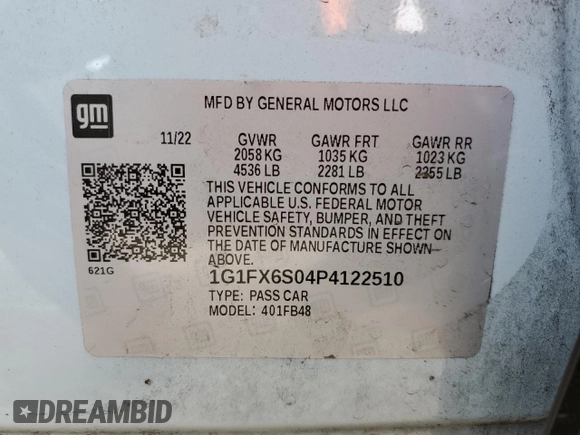 gm
MFD BY GENERAL MOTORS LLC
11/22 GVWR GAWR FRT GAWR RR
2058 KG 1035 KG 1023 KG
4536 LB 2281 LB 2255 LB
THIS VEHICLE CONFORMS TO ALL
APPLICABLE U.S. FEDERAL MOTOR
VEHICLE SAFETY, BUMPER, AND THEFT
PREVENTION STANDARDS IN EFFECT
ON THE DATE OF MANUFACTURE SHOWN
ABOVE.
621G
1G1FX6S04P4122510
TYPE: PASS CAR
MODEL: 401FB48
DREAMBID